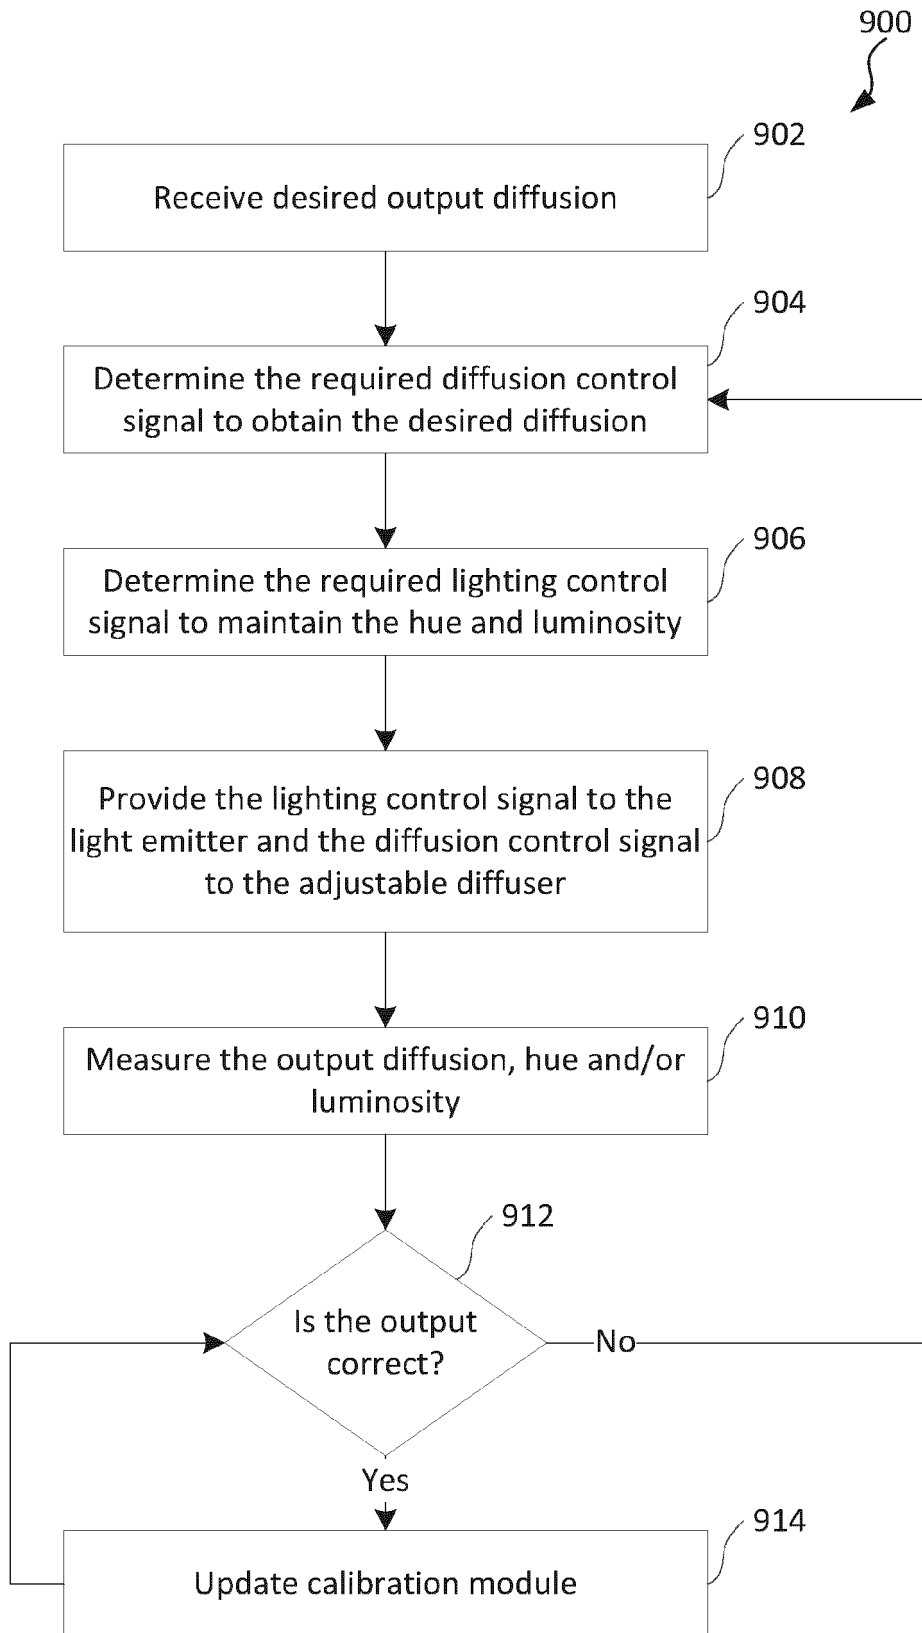 900
902
Receive desired output diffusion
904
Determine the required diffusion control
signal to obtain the desired diffusion
906
Determine the required lighting control
signal to maintain the hue and luminosity
908
Provide the lighting control signal to the
light emitter and the diffusion control signal
to the adjustable diffuser
910
Measure the output diffusion, hue and/or
luminosity
912
Is the output
correct?
No
Yes
914
Update calibration module